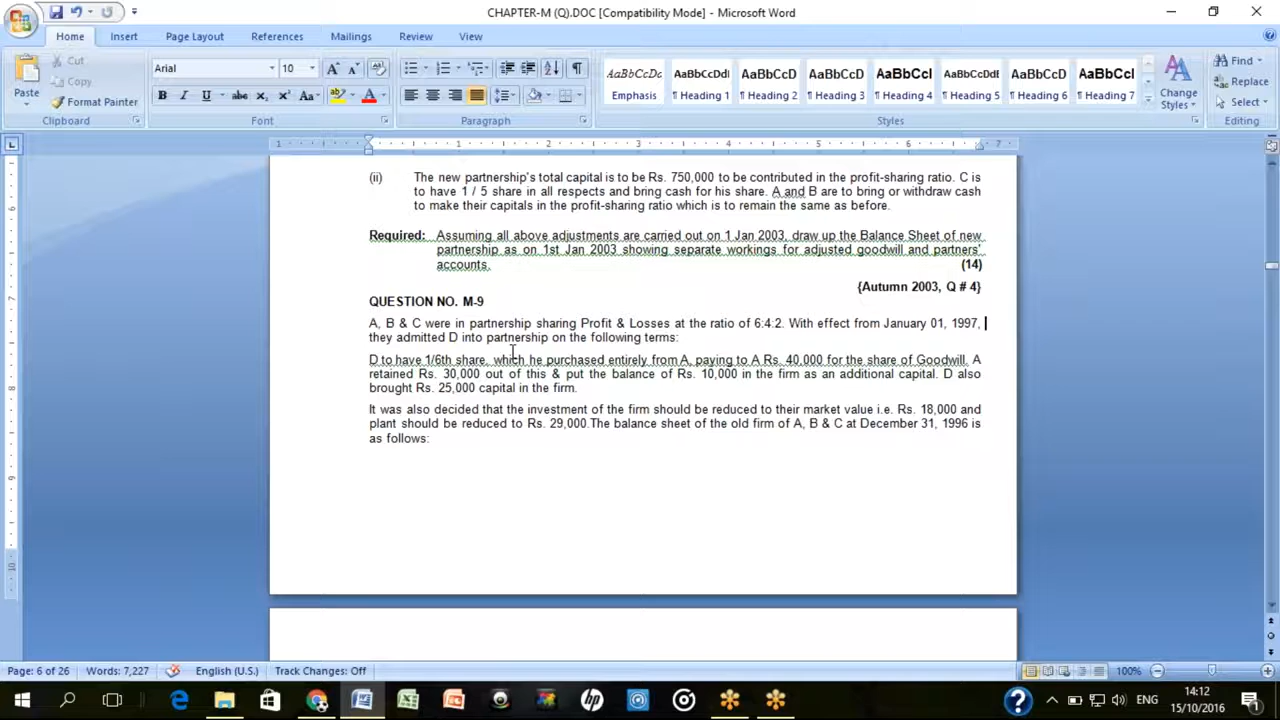 CHAPTER-M (Q).DOC [Compatibility Mode] - Microsoft Word
Home Insert Page Layout References Mailings Review View
Paste
Cut
Copy
Format Painter
Clipboard
Arial 10
Font
Paragraph
AaBbCcDc AaBbCcDdI AaBbCcD AaBbCcD AaBbCcI AaBbCcDdE AaBbCcD AaBbCcI
Emphasis ¶ Heading 1 ¶ Heading 2 ¶ Heading 3 ¶ Heading 4 ¶ Heading 5 ¶ Heading 6 ¶ Heading 7
Styles
Change Styles
Find
Replace
Select
Editing
(ii) The new partnership's total capital is to be Rs. 750,000 to be contributed in the profit-sharing ratio. C is
to have 1 / 5 share in all respects and bring cash for his share. A and B are to bring or withdraw cash
to make their capitals in the profit-sharing ratio which is to remain the same as before.
Required: Assuming all above adjustments are carried out on 1 Jan 2003, draw up the Balance Sheet of new
partnership as on 1st Jan 2003 showing separate workings for adjusted goodwill and partners'
accounts. (14)
{Autumn 2003, Q # 4}
QUESTION NO. M-9
A, B & C were in partnership sharing Profit & Losses at the ratio of 6:4:2. With effect from January 01, 1997,
they admitted D into partnership on the following terms:
D to have 1/6th share, which he purchased entirely from A, paying to A Rs. 40,000 for the share of Goodwill. A
retained Rs. 30,000 out of this & put the balance of Rs. 10,000 in the firm as an additional capital. D also
brought Rs. 25,000 capital in the firm.
It was also decided that the investment of the firm should be reduced to their market value i.e. Rs. 18,000 and
plant should be reduced to Rs. 29,000.The balance sheet of the old firm of A, B & C at December 31, 1996 is
as follows:
Page: 6 of 26 Words: 7,227 English (U.S.) Track Changes: Off 100%
ENG
14:12
15/10/2016